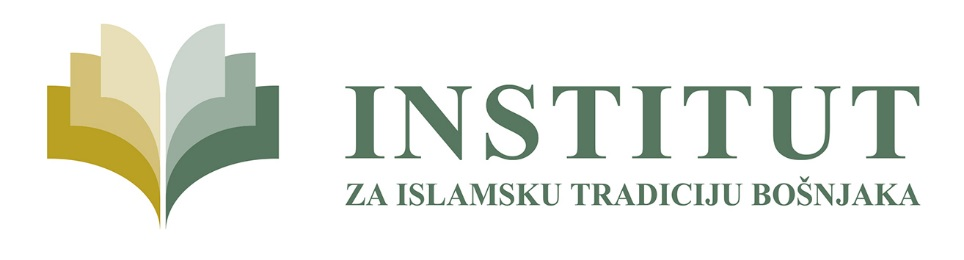 INSTITUT
ZA ISLAMSKU TRADICIJU BOŠNJAKA